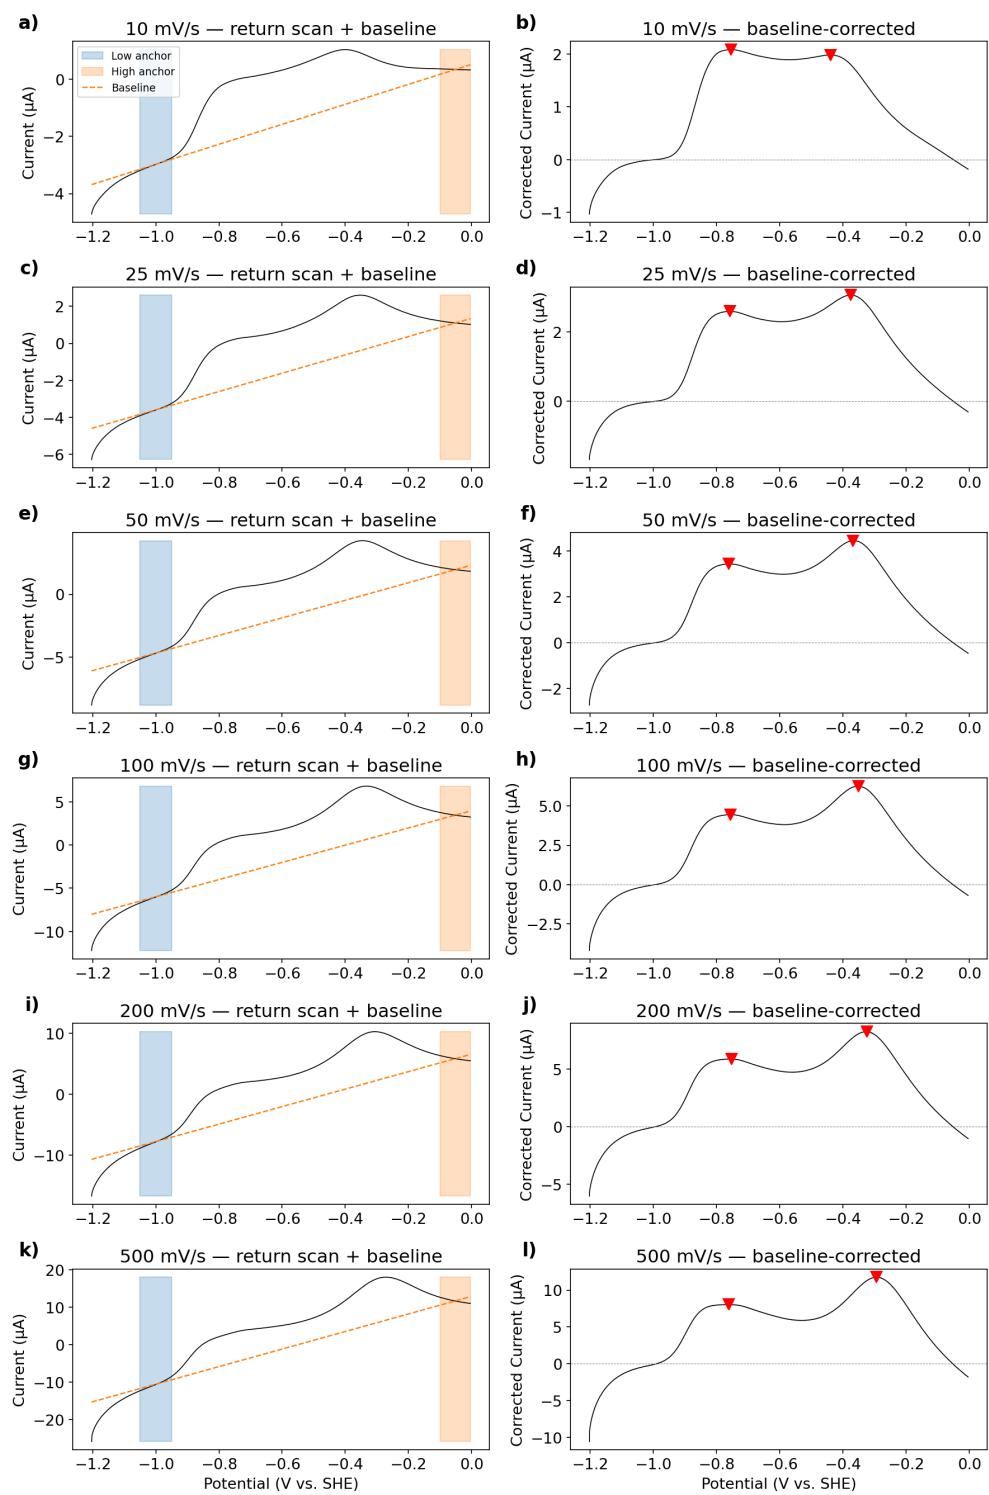 a)
10 mV/s — return scan + baseline
Low anchor
High anchor
Baseline
Current (µA)
0
−2
−4
−1.2 −1.0 −0.8 −0.6 −0.4 −0.2 0.0
b)
10 mV/s — baseline-corrected
Corrected Current (µA)
2
1
0
−1
−1.2 −1.0 −0.8 −0.6 −0.4 −0.2 0.0
c)
25 mV/s — return scan + baseline
Current (µA)
2
0
−2
−4
−6
−1.2 −1.0 −0.8 −0.6 −0.4 −0.2 0.0
d)
25 mV/s — baseline-corrected
Corrected Current (µA)
2
0
−1.2 −1.0 −0.8 −0.6 −0.4 −0.2 0.0
e)
50 mV/s — return scan + baseline
Current (µA)
0
−5
−1.2 −1.0 −0.8 −0.6 −0.4 −0.2 0.0
f)
50 mV/s — baseline-corrected
Corrected Current (µA)
4
2
0
−2
−1.2 −1.0 −0.8 −0.6 −0.4 −0.2 0.0
g)
100 mV/s — return scan + baseline
Current (µA)
5
0
−5
−10
−1.2 −1.0 −0.8 −0.6 −0.4 −0.2 0.0
h)
100 mV/s — baseline-corrected
Corrected Current (µA)
5.0
2.5
0.0
−2.5
−1.2 −1.0 −0.8 −0.6 −0.4 −0.2 0.0
i)
200 mV/s — return scan + baseline
Current (µA)
10
0
−10
−1.2 −1.0 −0.8 −0.6 −0.4 −0.2 0.0
j)
200 mV/s — baseline-corrected
Corrected Current (µA)
5
0
−5
−1.2 −1.0 −0.8 −0.6 −0.4 −0.2 0.0
k)
500 mV/s — return scan + baseline
Current (µA)
20
10
0
−10
−20
−1.2 −1.0 −0.8 −0.6 −0.4 −0.2 0.0
Potential (V vs. SHE)
l)
500 mV/s — baseline-corrected
Corrected Current (µA)
10
5
0
−5
−10
−1.2 −1.0 −0.8 −0.6 −0.4 −0.2 0.0
Potential (V vs. SHE)